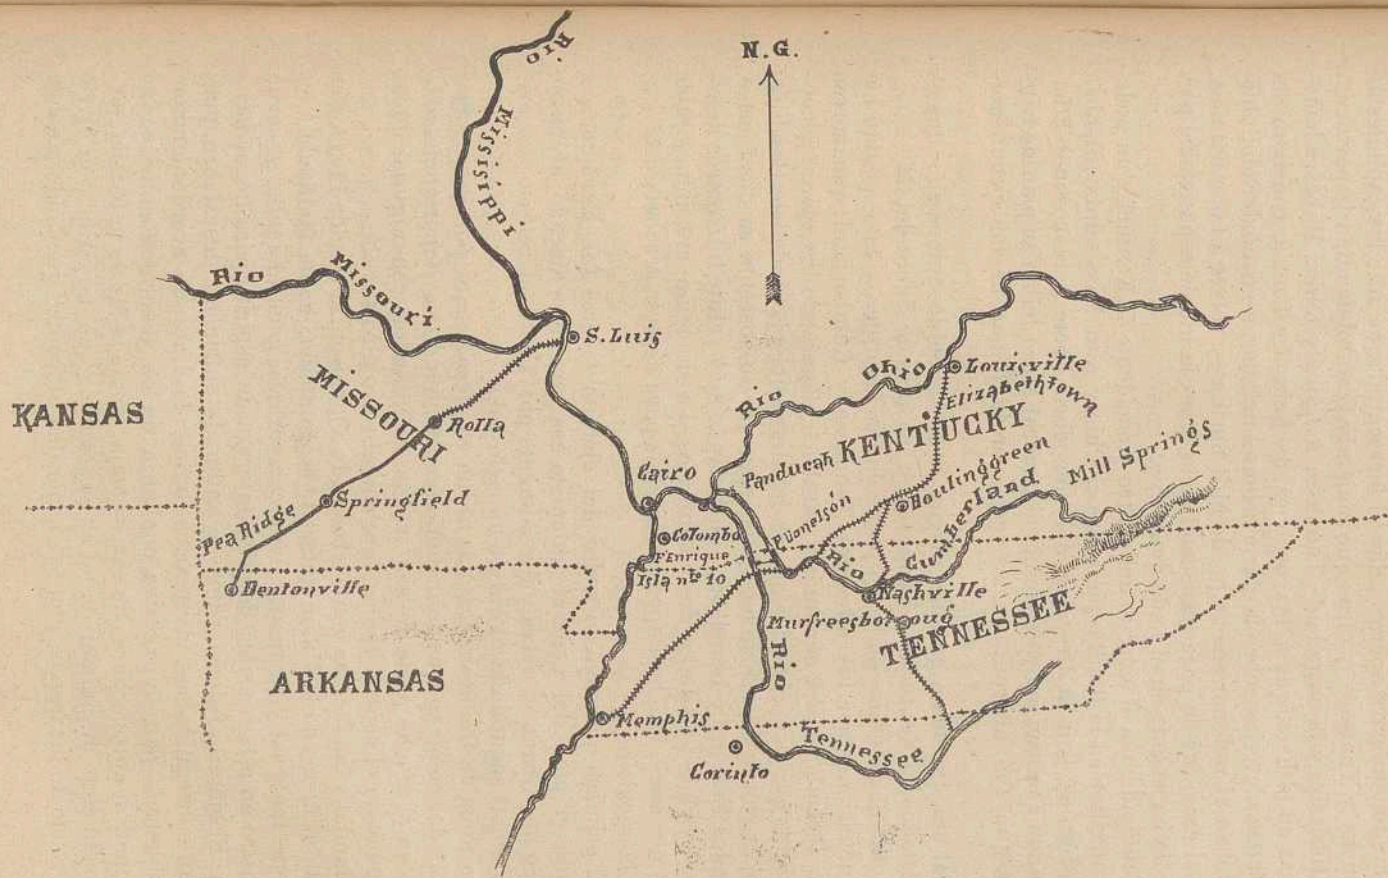 N.G.
Rio Mississippi
Rio Missouri
S. Luis
KANSAS
MISSOURI
Rolla
Springfield
Pea Ridge
Bentonville
ARKANSAS
Rio Ohio
Louisville
Elizabethtown
KENTUCKY
Cairo
Panducah
Boulinggreen
Mill Springs
Rio Cumberland
Colombo
F. Enrique
Isla nº 10
Nashville
Murfreesboroug
TENNESSEE
Memphis
Corinto
Rio Tennessee